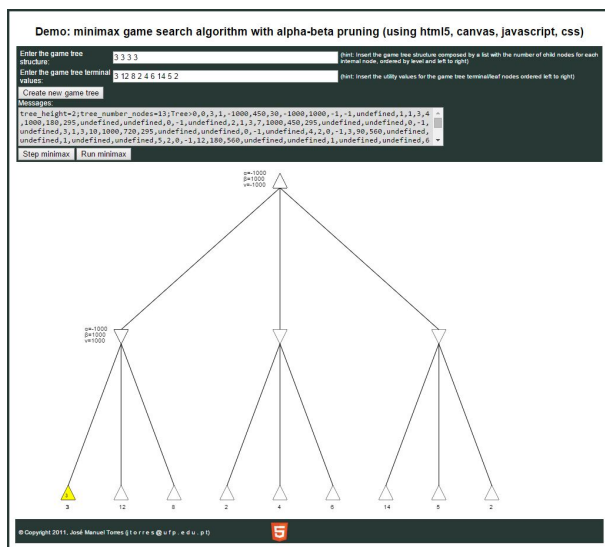 Demo: minimax game search algorithm with alpha-beta pruning (using html5, canvas, javascript, css)
Enter the game tree structure: 3 3 3 3 (hint: Insert the game tree structure composed by a list with the number of child nodes for each internal node, ordered by level and left to right)
Enter the game tree terminal values: 3 12 8 2 4 6 14 5 2 (hint: Insert the utility values for the game tree terminal/leaf nodes ordered left to right)
Create new game tree
Messages:
tree_height=2;tree_number_nodes=13;Tree>0,0,3,1,-1000,450,30,-1000,1000,-1,-1,undefined,1,1,3,4
,1000,180,295,undefined,undefined,0,-1,undefined,2,1,3,7,1000,450,295,undefined,undefined,0,-1,
undefined,3,1,3,10,1000,720,295,undefined,undefined,0,-1,undefined,4,2,0,-1,3,90,560,undefined,
undefined,1,undefined,undefined,5,2,0,-1,12,180,560,undefined,undefined,1,undefined,undefined,6
Step minimax Run minimax
α=-1000
β=1000
v=-1000
α=-1000
β=1000
v=1000
3
3 12 8 2 4 6 14 5 2
© Copyright 2011, José Manuel Torres (j t o r r e s @ u f p . e d u . p t)
5